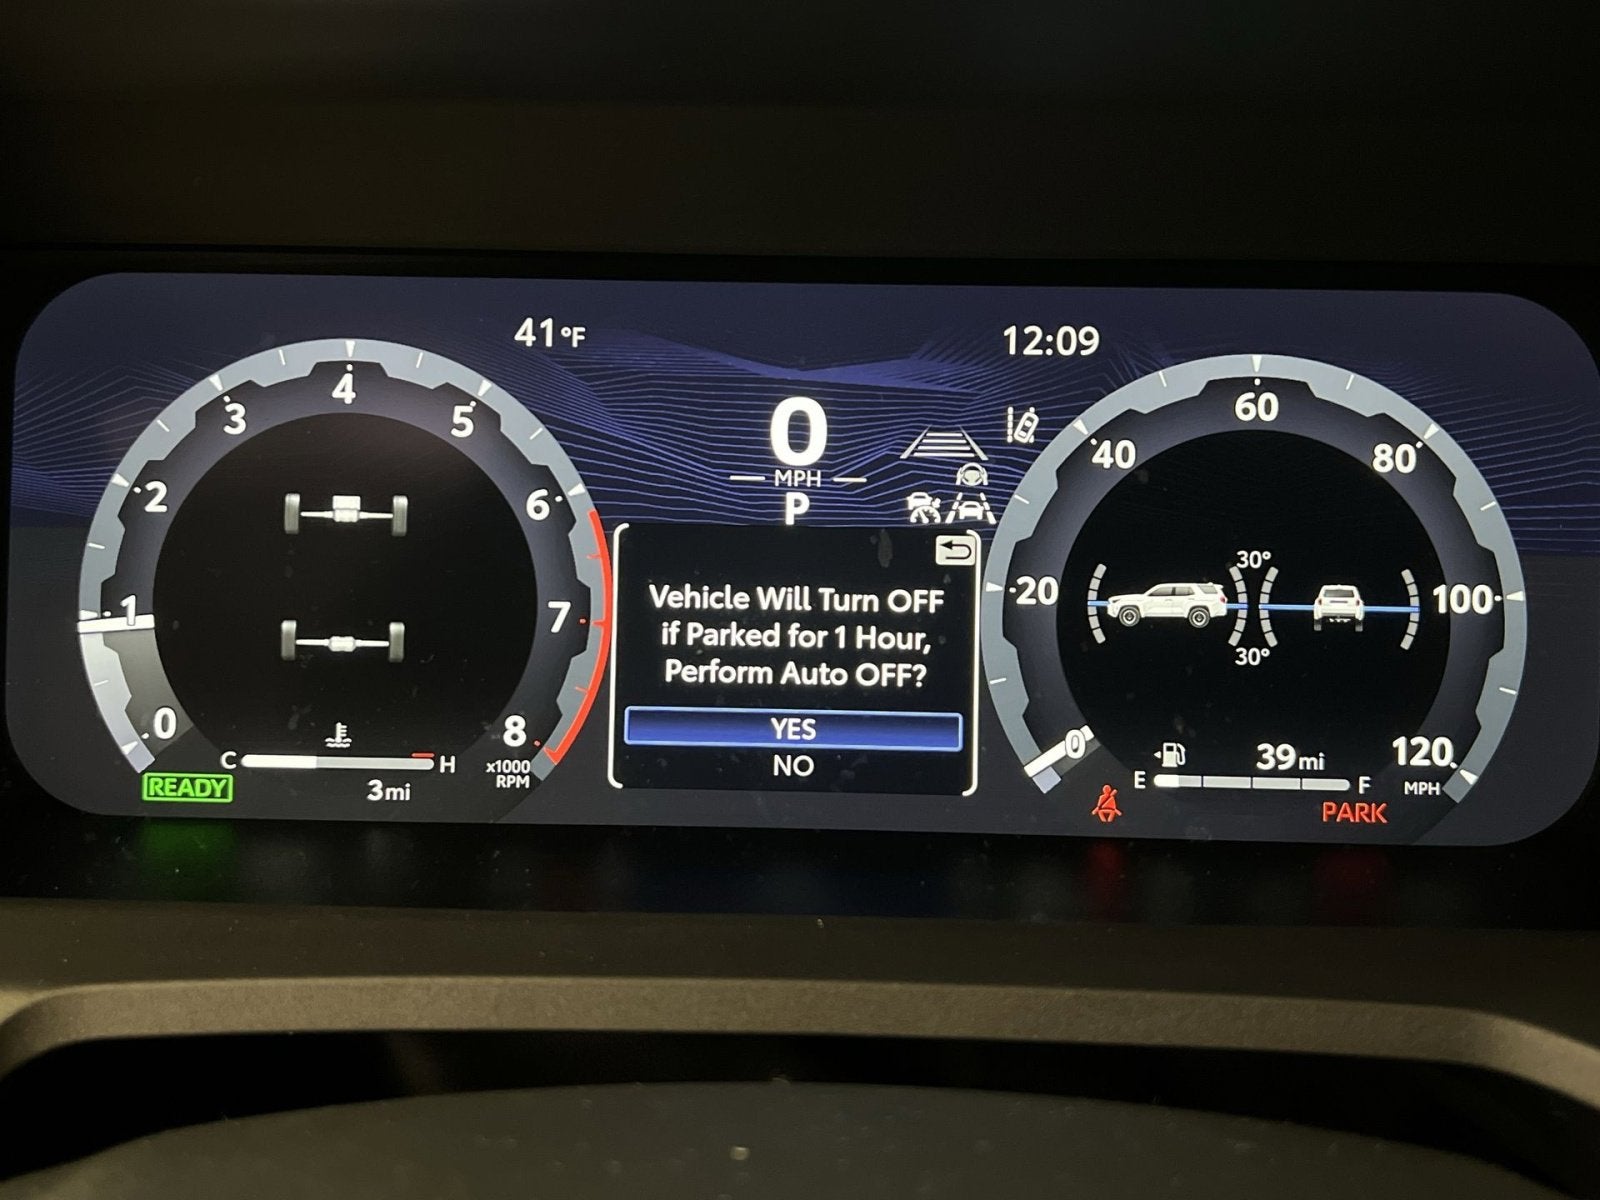 41°F
12:09
0
MPH
P
0
1
2
3
4
5
6
7
8
x1000
RPM
C
H
READY
3mi
Vehicle Will Turn OFF
if Parked for 1 Hour,
Perform Auto OFF?
YES
NO
0
20
40
60
80
100
120
MPH
30°
30°
39mi
E
F
PARK